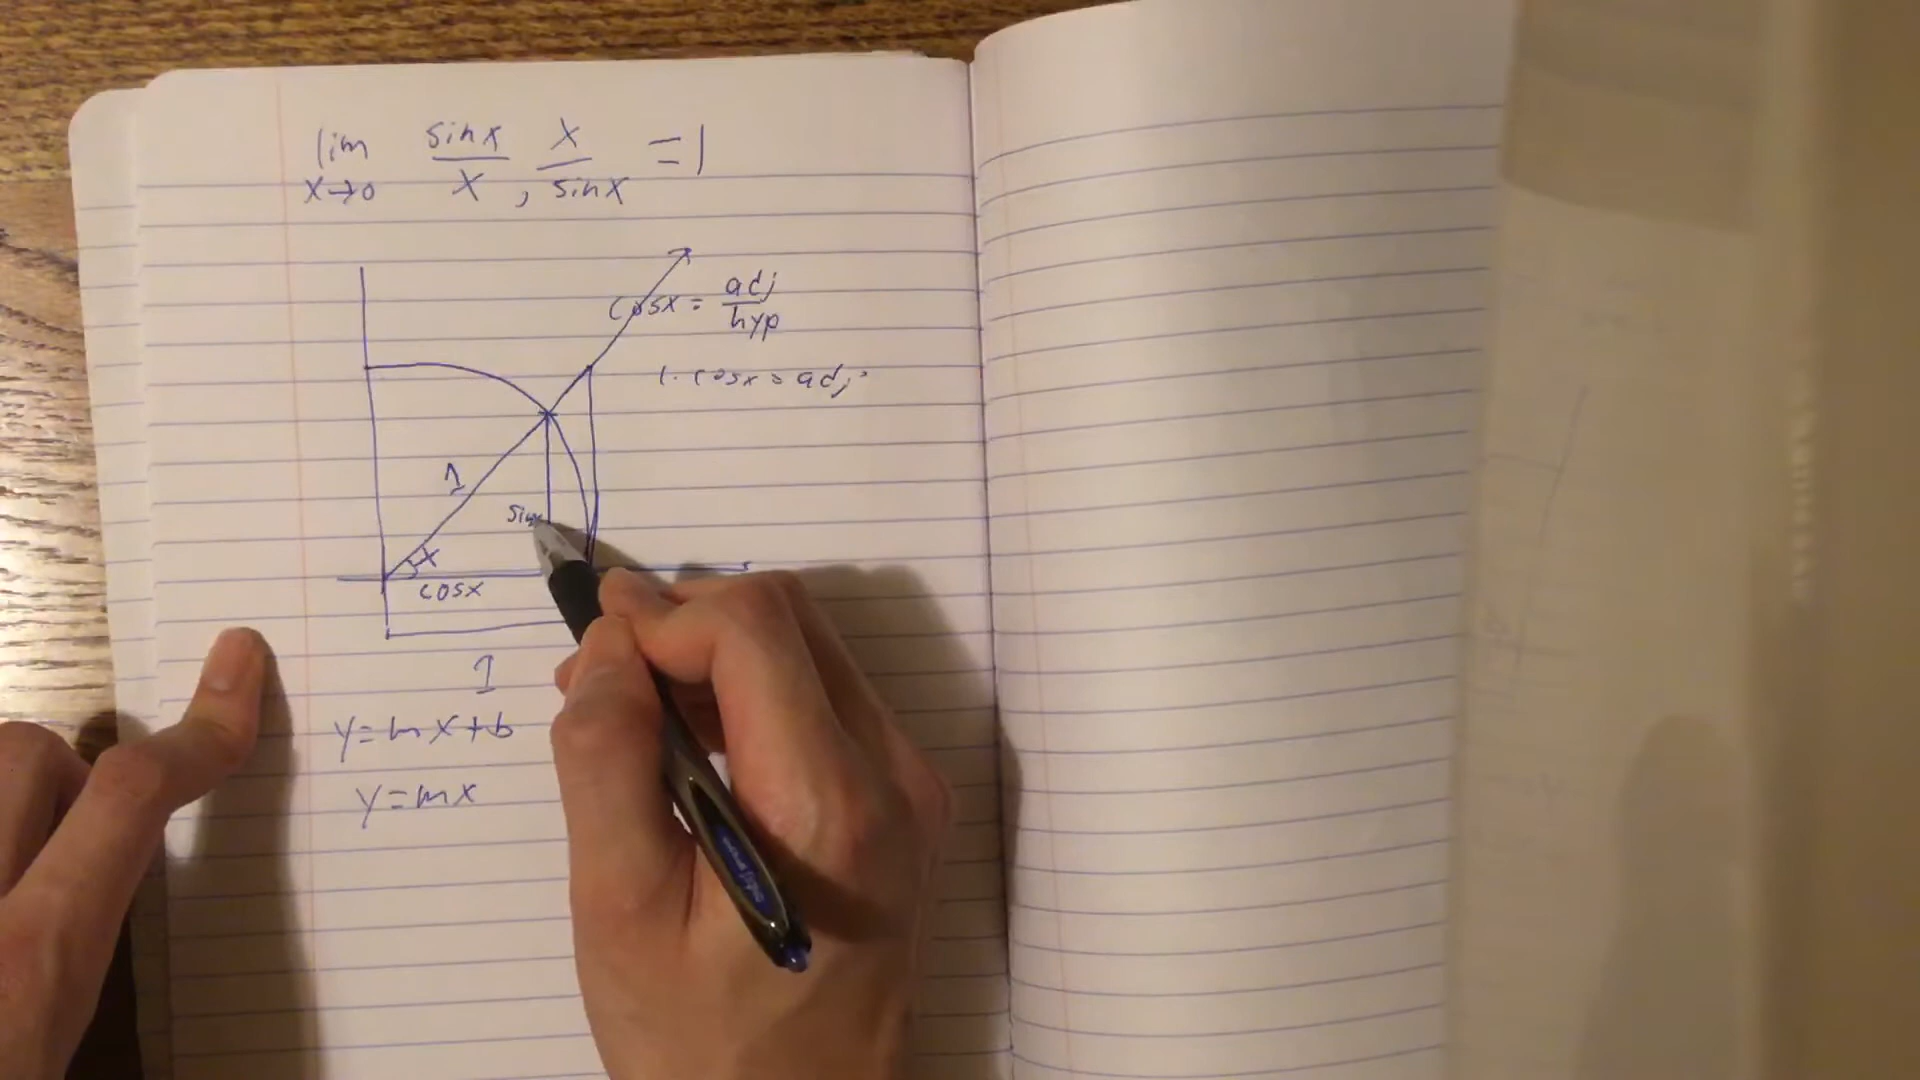 lim sinx/x , x/sinx = 1
x→0
cosx = adj/hyp
1·cosx = adj
1
sinx
x
cosx
1
y=mx+b
y=mx